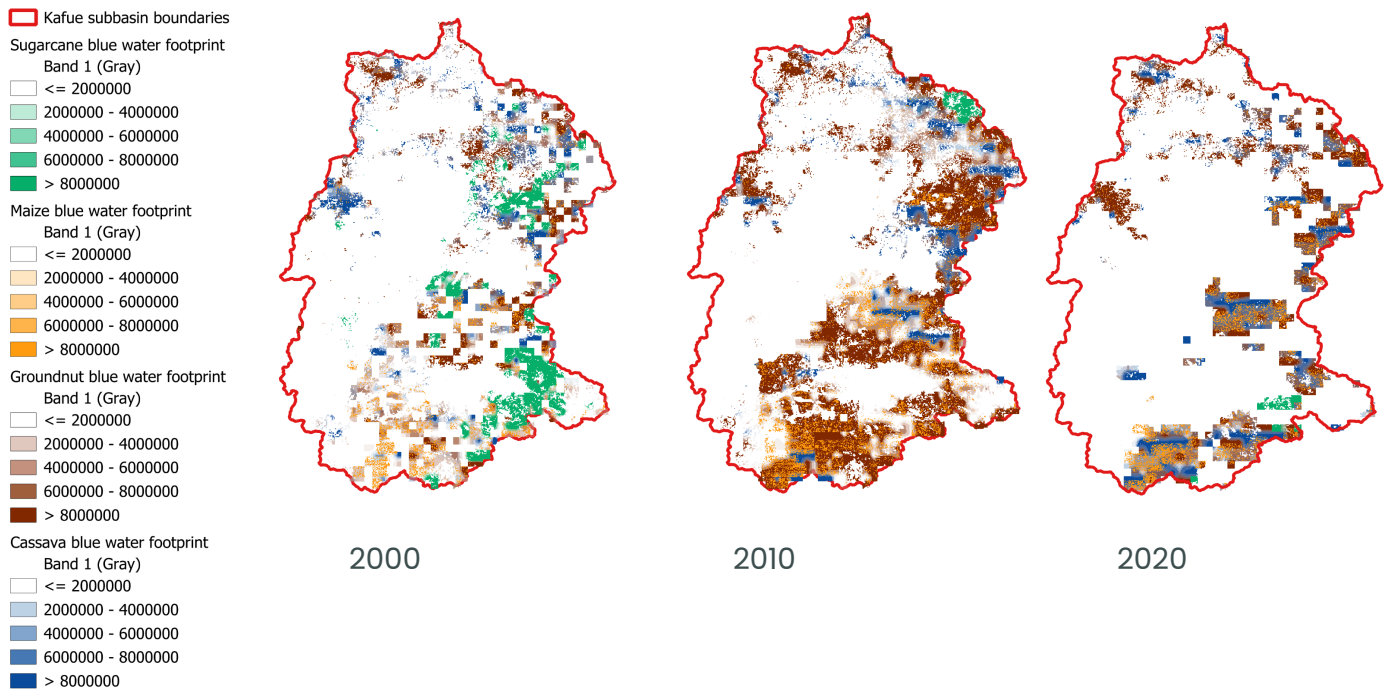 Kafue subbasin boundaries
Sugarcane blue water footprint
Band 1 (Gray)
<= 2000000
2000000 - 4000000
4000000 - 6000000
6000000 - 8000000
> 8000000
Maize blue water footprint
Band 1 (Gray)
<= 2000000
2000000 - 4000000
4000000 - 6000000
6000000 - 8000000
> 8000000
Groundnut blue water footprint
Band 1 (Gray)
<= 2000000
2000000 - 4000000
4000000 - 6000000
6000000 - 8000000
> 8000000
Cassava blue water footprint
Band 1 (Gray)
<= 2000000
2000000 - 4000000
4000000 - 6000000
6000000 - 8000000
> 8000000
2000
2010
2020